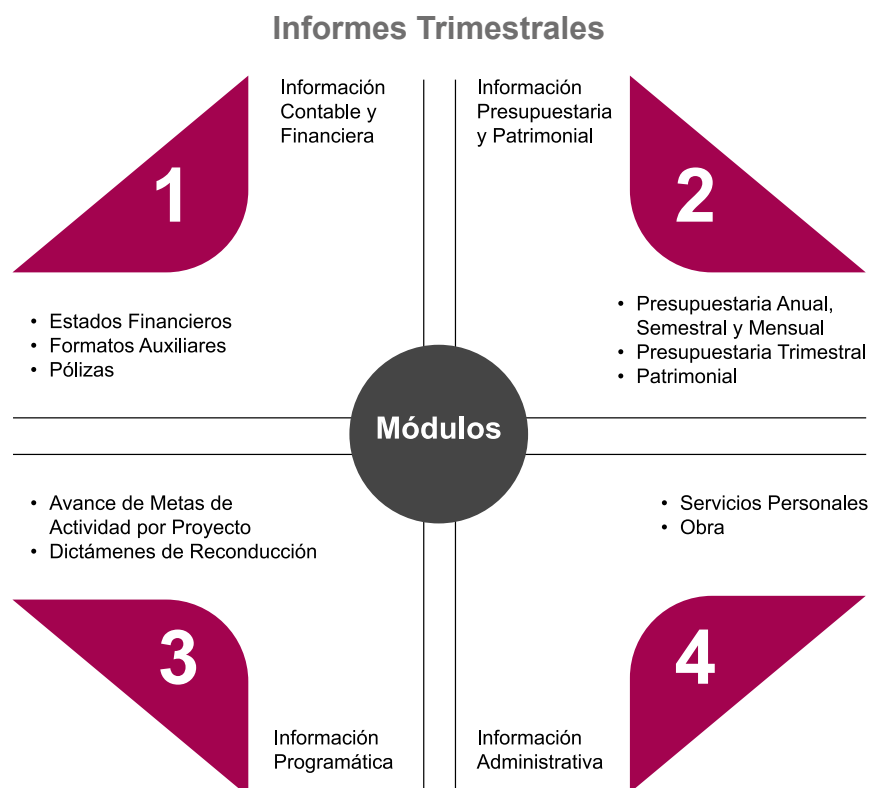 Informes Trimestrales
1
Información
Contable y
Financiera
• Estados Financieros
• Formatos Auxiliares
• Pólizas
Información
Presupuestaria
y Patrimonial
2
• Presupuestaria Anual,
Semestral y Mensual
• Presupuestaria Trimestral
• Patrimonial
Módulos
• Avance de Metas de
Actividad por Proyecto
• Dictámenes de Reconducción
3
Información
Programática
• Servicios Personales
• Obra
4
Información
Administrativa